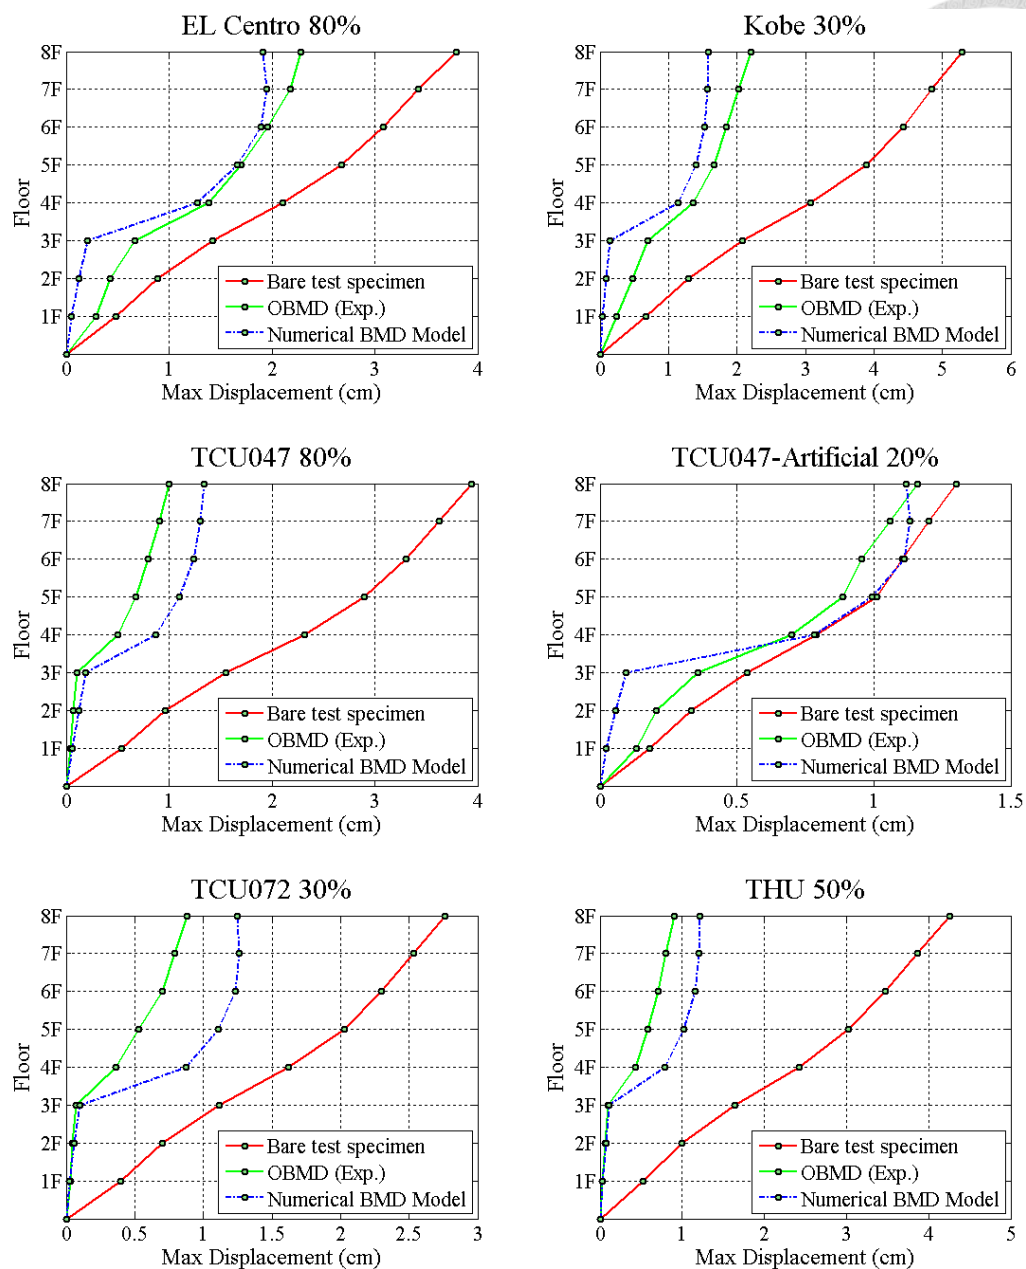 EL Centro 80%
8F
7F
6F
5F
4F
3F
2F
1F
Floor
Bare test specimen
OBMD (Exp.)
Numerical BMD Model
0 1 2 3 4
Max Displacement (cm)
Kobe 30%
8F
7F
6F
5F
4F
3F
2F
1F
Floor
Bare test specimen
OBMD (Exp.)
Numerical BMD Model
0 1 2 3 4 5 6
Max Displacement (cm)
TCU047 80%
8F
7F
6F
5F
4F
3F
2F
1F
Floor
Bare test specimen
OBMD (Exp.)
Numerical BMD Model
0 1 2 3 4
Max Displacement (cm)
TCU047-Artificial 20%
8F
7F
6F
5F
4F
3F
2F
1F
Floor
Bare test specimen
OBMD (Exp.)
Numerical BMD Model
0 0.5 1 1.5
Max Displacement (cm)
TCU072 30%
8F
7F
6F
5F
4F
3F
2F
1F
Floor
Bare test specimen
OBMD (Exp.)
Numerical BMD Model
0 0.5 1 1.5 2 2.5 3
Max Displacement (cm)
THU 50%
8F
7F
6F
5F
4F
3F
2F
1F
Floor
Bare test specimen
OBMD (Exp.)
Numerical BMD Model
0 1 2 3 4 5
Max Displacement (cm)